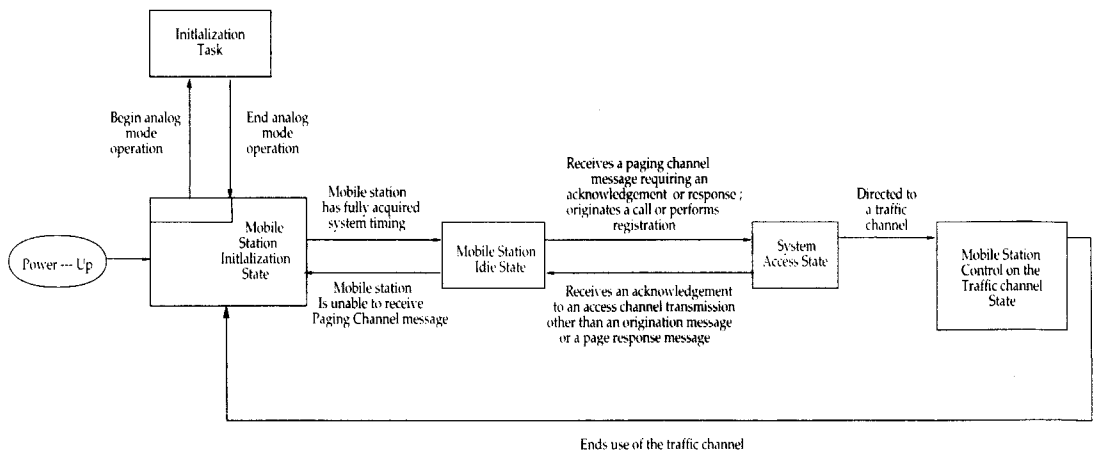 Initialization
Task
Begin analog
mode
operation
End analog
mode
operation
Mobile station
has fully acquired
system timing
Receives a paging channel
message requiring an
acknowledgement or response ;
originates a call or performs
registration
Directed to
a traffic
channel
Power --- Up
Mobile
Station
Initialization
State
Mobile Station
Idle State
System
Access State
Mobile Station
Control on the
Traffic channel
State
Mobile station
Is unable to receive
Paging Channel message
Receives an acknowledgement
to an access channel transmission
other than an origination message
or a page response message
Ends use of the traffic channel